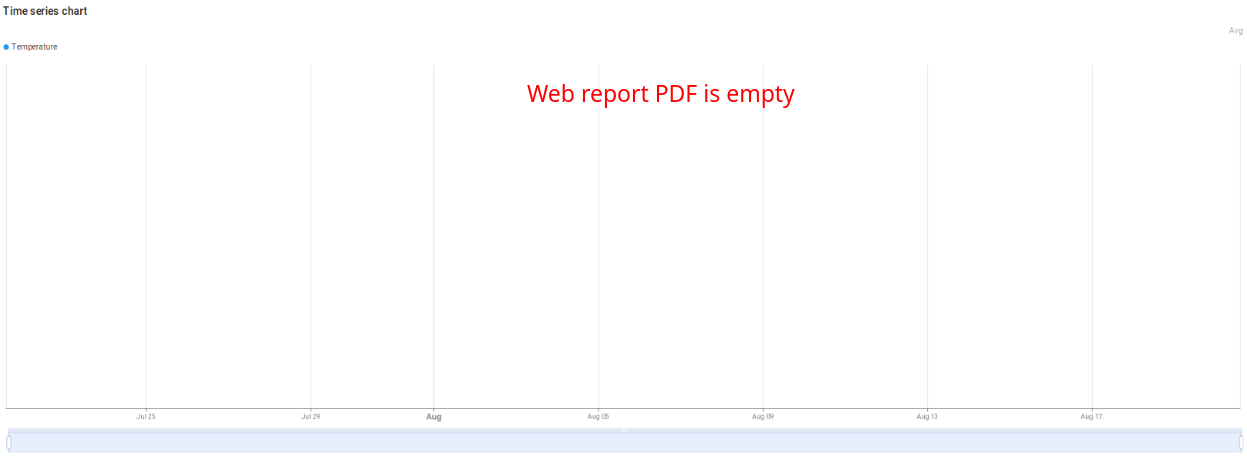 Time series chart
Avg
Temperature
Web report PDF is empty
Jul 25 Jul 29 Aug Aug 05 Aug 09 Aug 13 Aug 17